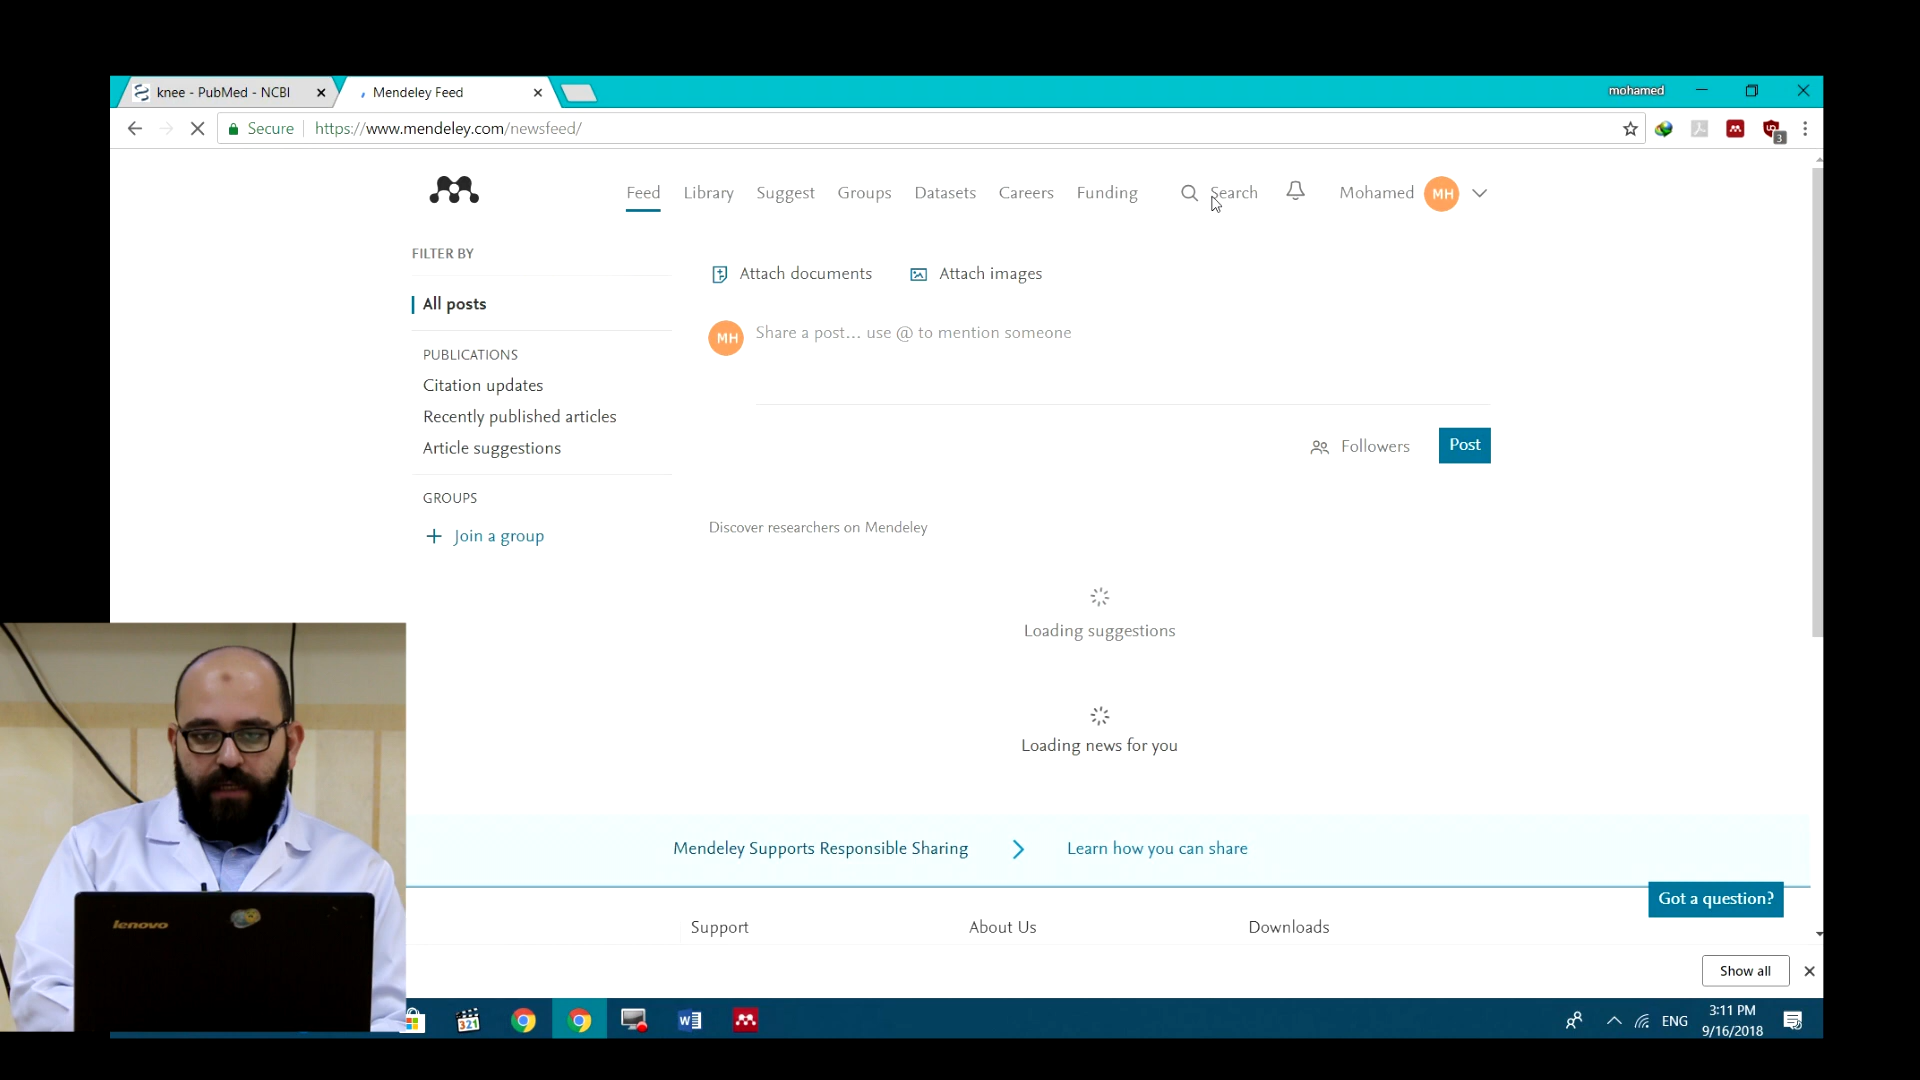 knee - PubMed - NCBI
Mendeley Feed
mohamed
Secure
https://www.mendeley.com/newsfeed/
3
Feed
Library
Suggest
Groups
Datasets
Careers
Funding
Search
Mohamed
MH
FILTER BY
Attach documents
Attach images
All posts
MH
Share a post... use @ to mention someone
PUBLICATIONS
Citation updates
Recently published articles
Article suggestions
Followers
Post
GROUPS
+ Join a group
Discover researchers on Mendeley
Loading suggestions
Loading news for you
Mendeley Supports Responsible Sharing
Learn how you can share
Got a question?
Support
About Us
Downloads
lenovo
Show all
321
ENG
3:11 PM
9/16/2018